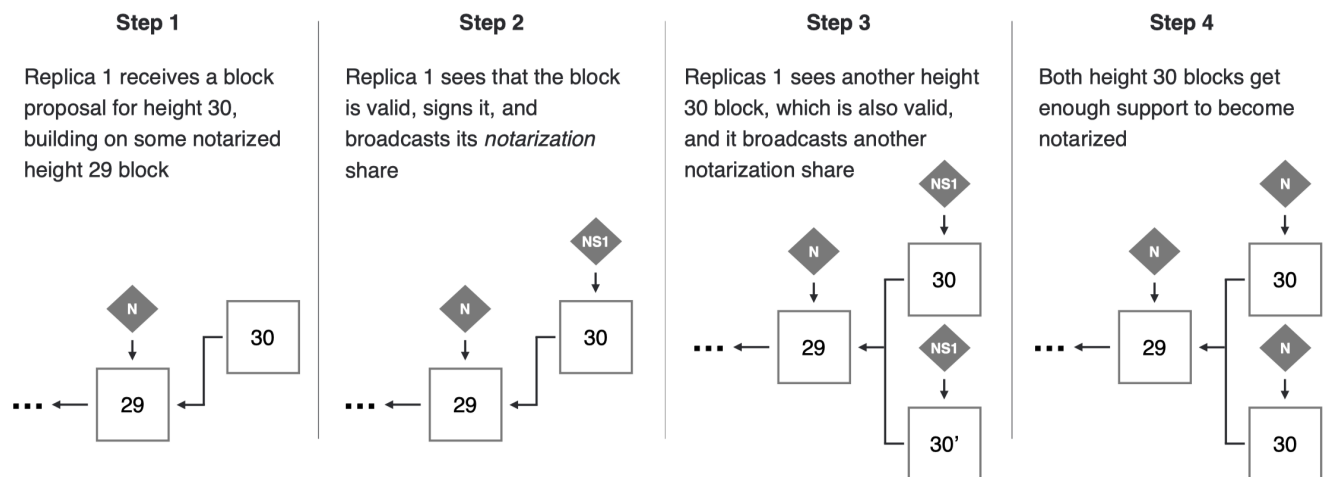 Step 1
Replica 1 receives a block
proposal for height 30,
building on some notarized
height 29 block
N
30
29
Step 2
Replica 1 sees that the block
is valid, signs it, and
broadcasts its notarization
share
NS1
N
30
29
Step 3
Replicas 1 sees another height
30 block, which is also valid,
and it broadcasts another
notarization share
NS1
N
30
29
NS1
30’
Step 4
Both height 30 blocks get
enough support to become
notarized
N
N
30
29
N
30